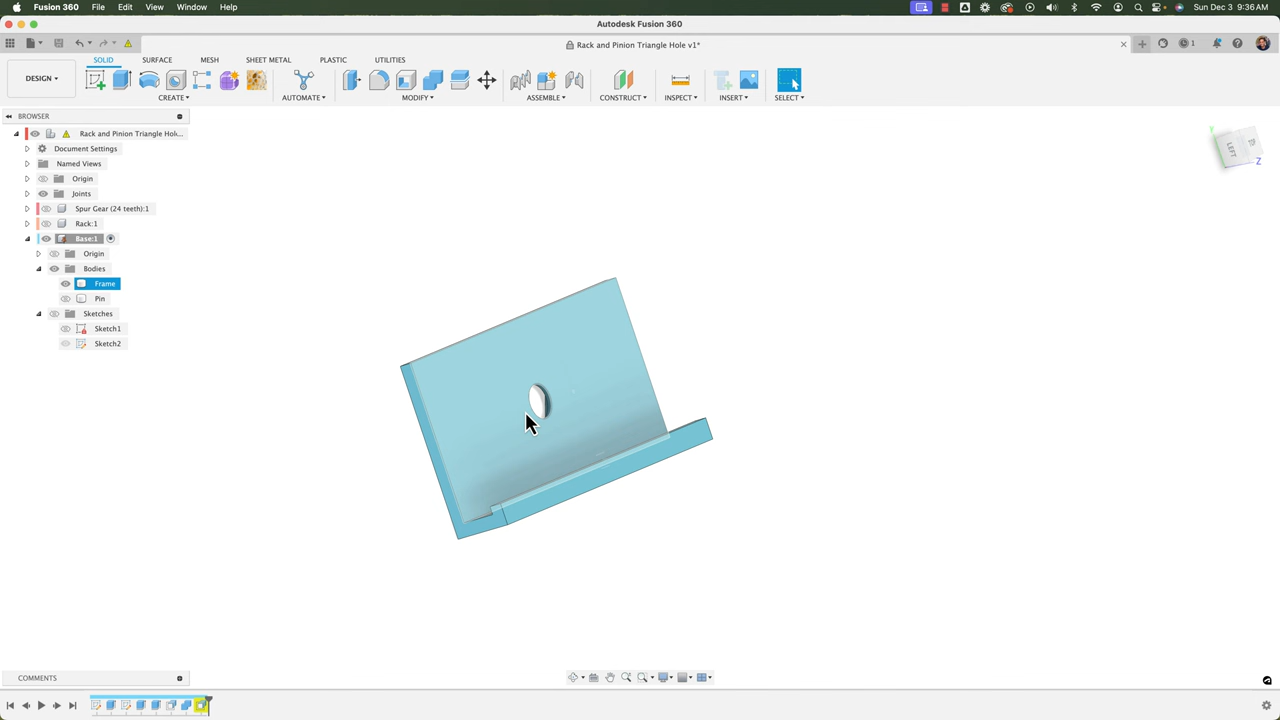 Fusion 360 File Edit View Window Help Sun Dec 3 9:36 AM
Autodesk Fusion 360
Rack and Pinion Triangle Hole v1*
1
SOLID SURFACE MESH SHEET METAL PLASTIC UTILITIES
DESIGN
CREATE AUTOMATE MODIFY ASSEMBLE CONSTRUCT INSPECT INSERT SELECT
BROWSER
Rack and Pinion Triangle Hol...
Document Settings
Named Views
Origin
Joints
Spur Gear (24 teeth):1
Rack:1
Base:1
Origin
Bodies
Frame
Pin
Sketches
Sketch1
Sketch2
Y
LEFT
Z
COMMENTS